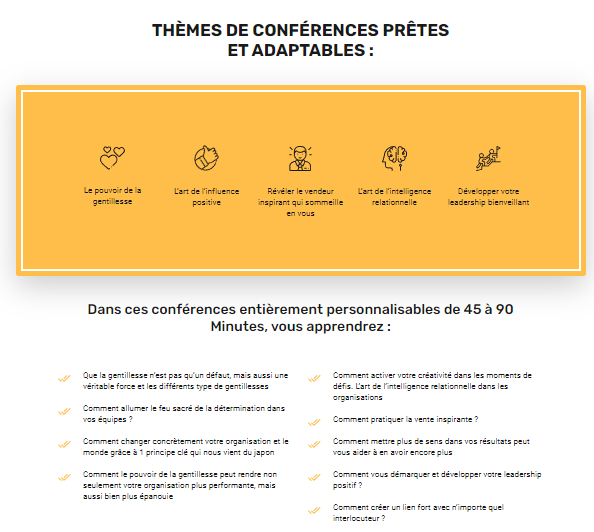 THÈMES DE CONFÉRENCES PRÊTES
ET ADAPTABLES :
Le pouvoir de la
gentillesse
L'art de l'influence
positive
Révéler le vendeur
inspirant qui sommeille
en vous
L'art de l'intelligence
relationnelle
Développer votre
leadership bienveillant
Dans ces conférences entièrement personnalisables de 45 à 90
Minutes, vous apprendrez :
Que la gentillesse n'est pas qu'un défaut, mais aussi une
véritable force et les différents type de gentillesses
Comment allumer le feu sacré de la détermination dans
vos équipes ?
Comment changer concrètement votre organisation et le
monde grâce à 1 principe clé qui nous vient du japon
Comment le pouvoir de la gentillesse peut rendre non
seulement votre organisation plus performante, mais
aussi bien plus épanouie
Comment activer votre créativité dans les moments de
défis. L'art de l'intelligence relationnelle dans les
organisations
Comment pratiquer la vente inspirante ?
Comment mettre plus de sens dans vos résultats peut
vous aider à en avoir encore plus
Comment vous démarquer et développer votre leadership
positif ?
Comment créer un lien fort avec n'importe quel
interlocuteur ?